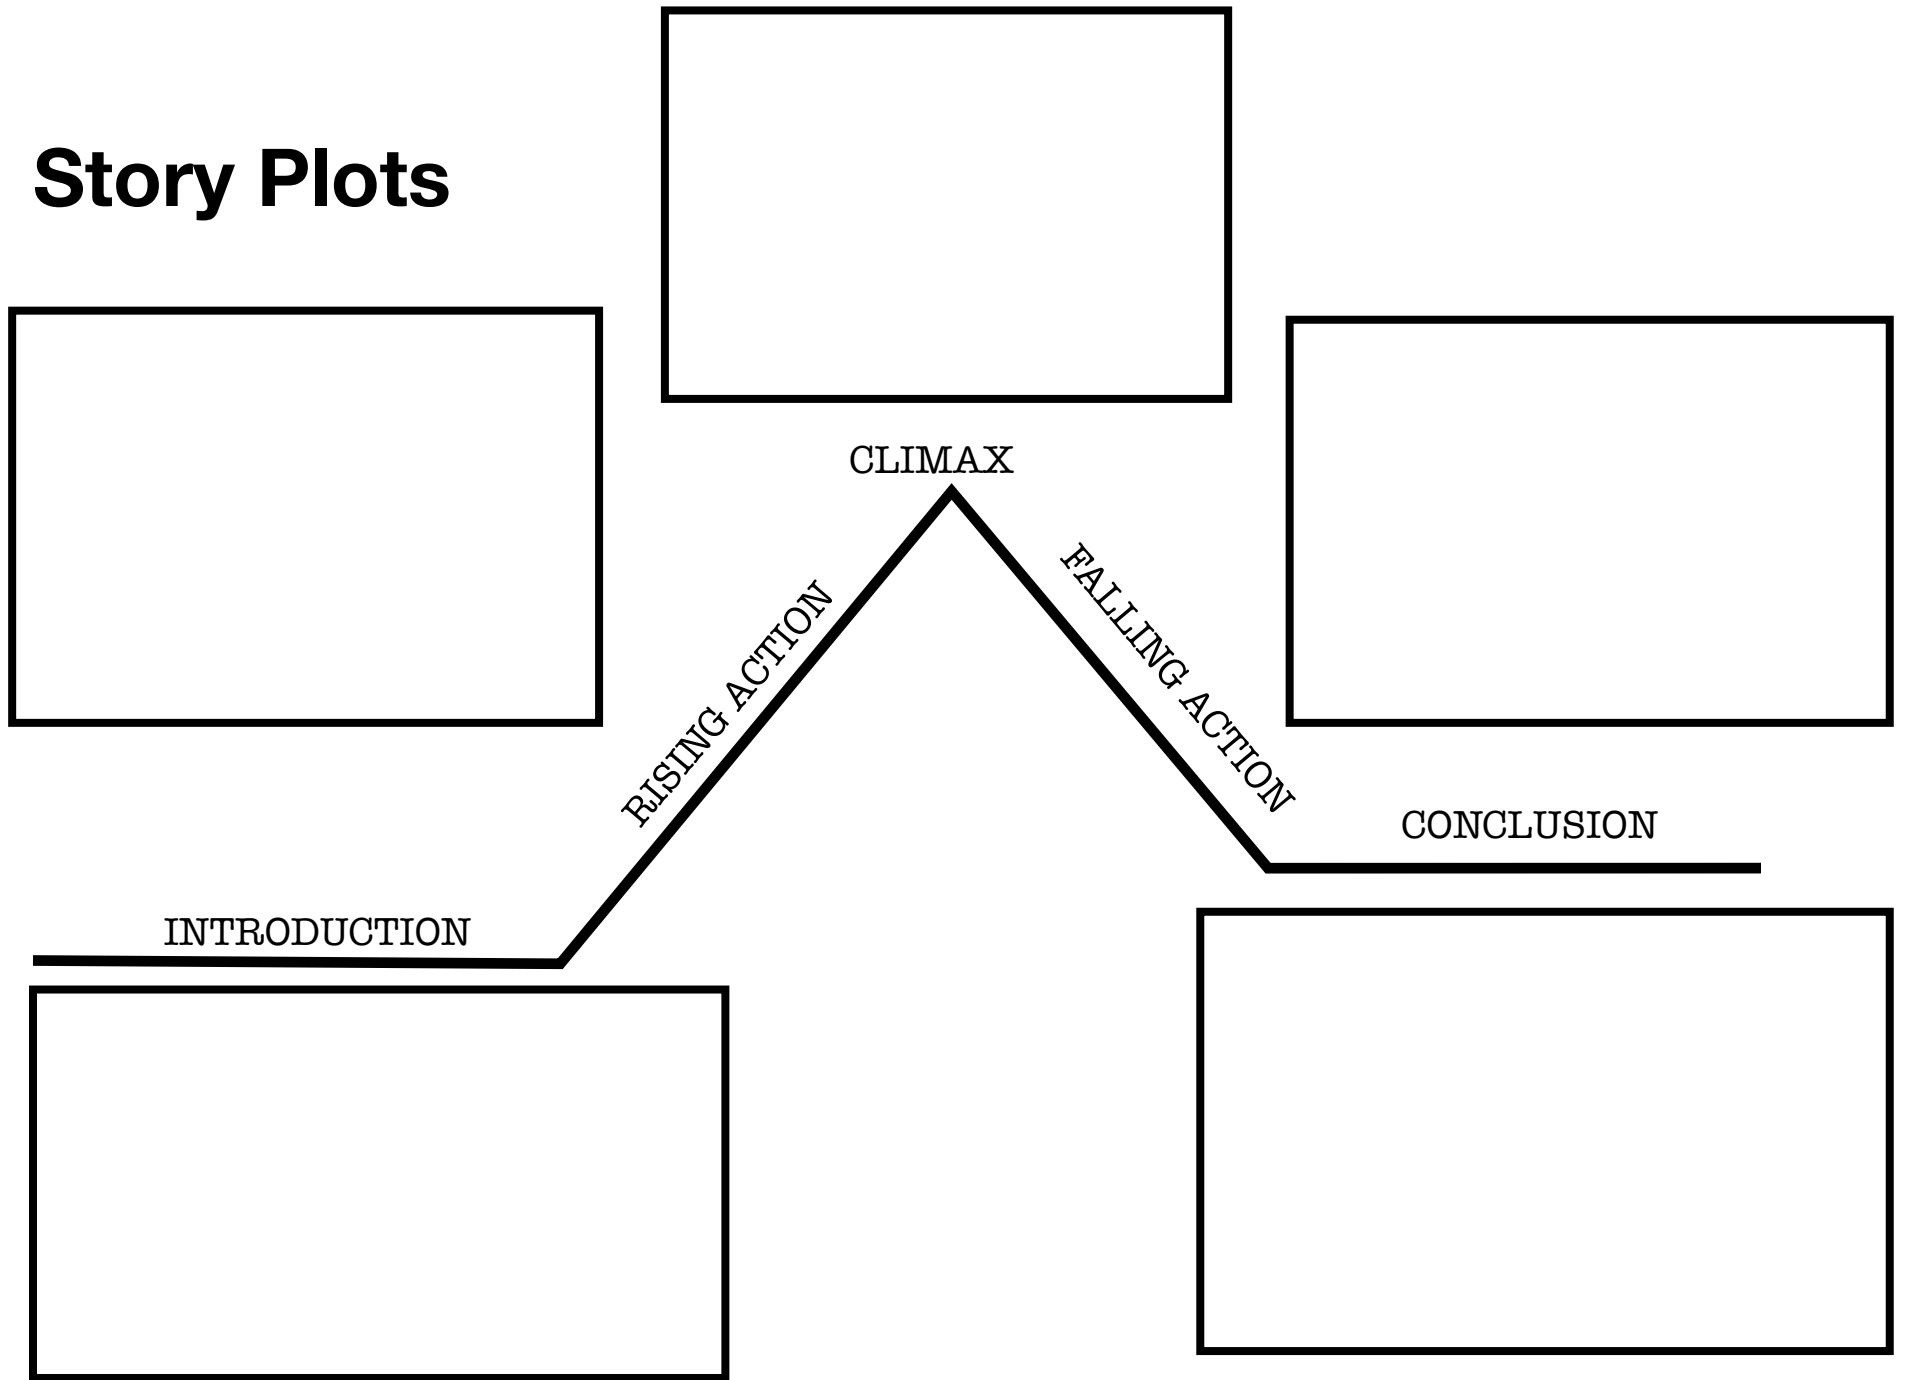 Story Plots
CLIMAX
RISING ACTION
FALLING ACTION
CONCLUSION
INTRODUCTION